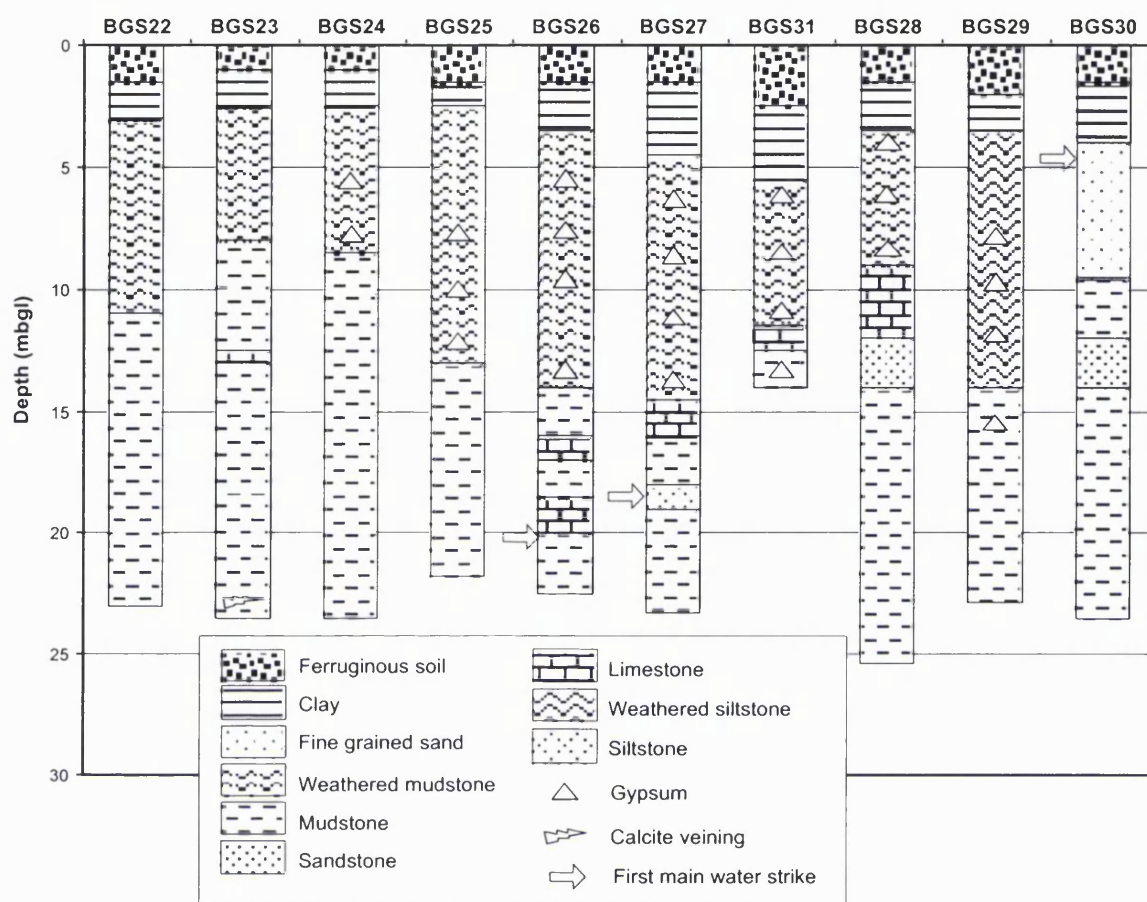 BGS22 BGS23 BGS24 BGS25 BGS26 BGS27 BGS31 BGS28 BGS29 BGS30
Depth (mbgl)
0
5
10
15
20
25
30
Ferruginous soil
Clay
Fine grained sand
Weathered mudstone
Mudstone
Sandstone
Limestone
Weathered siltstone
Siltstone
Gypsum
Calcite veining
First main water strike